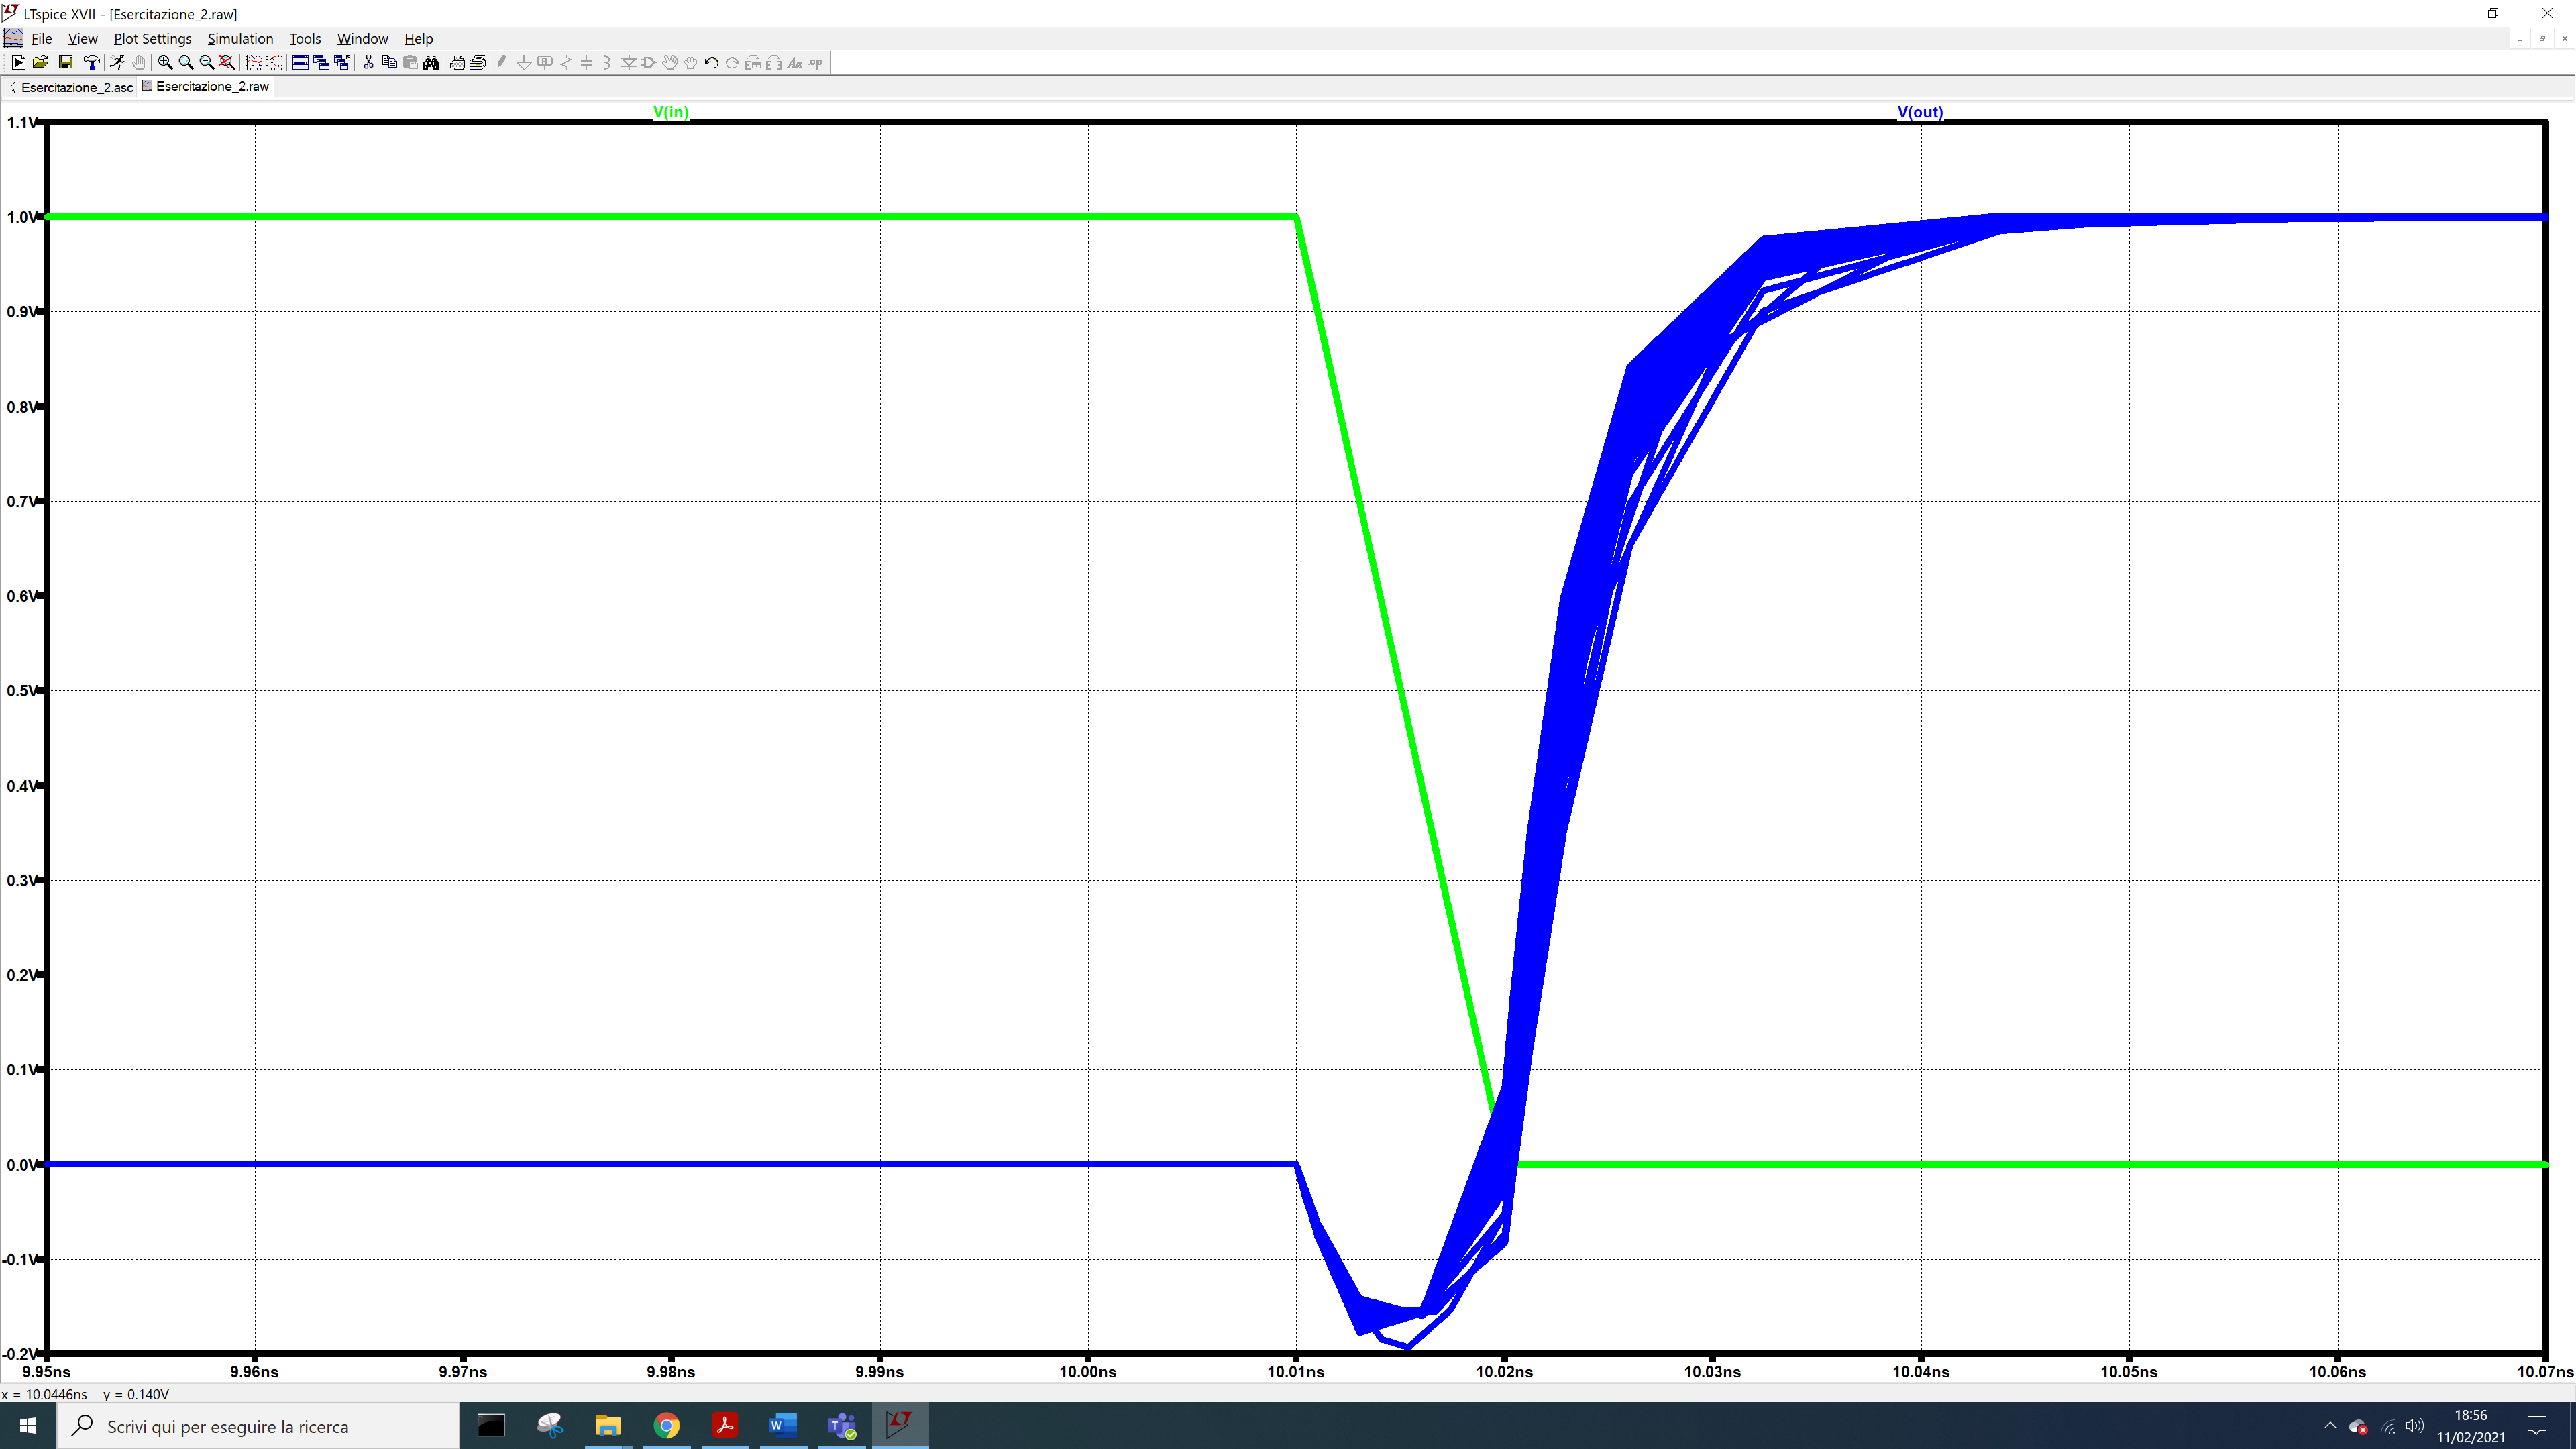 LTspice XVII - [Esercitazione_2.raw]
File View Plot Settings Simulation Tools Window Help
Esercitazione_2.asc Esercitazione_2.raw
V(in) V(out)
1.1V
1.0V
0.9V
0.8V
0.7V
0.6V
0.5V
0.4V
0.3V
0.2V
0.1V
0.0V
-0.1V
-0.2V
9.95ns 9.96ns 9.97ns 9.98ns 9.99ns 10.00ns 10.01ns 10.02ns 10.03ns 10.04ns 10.05ns 10.06ns 10.07ns
x = 10.0446ns y = 0.140V
Scrivi qui per eseguire la ricerca
18:56
11/02/2021